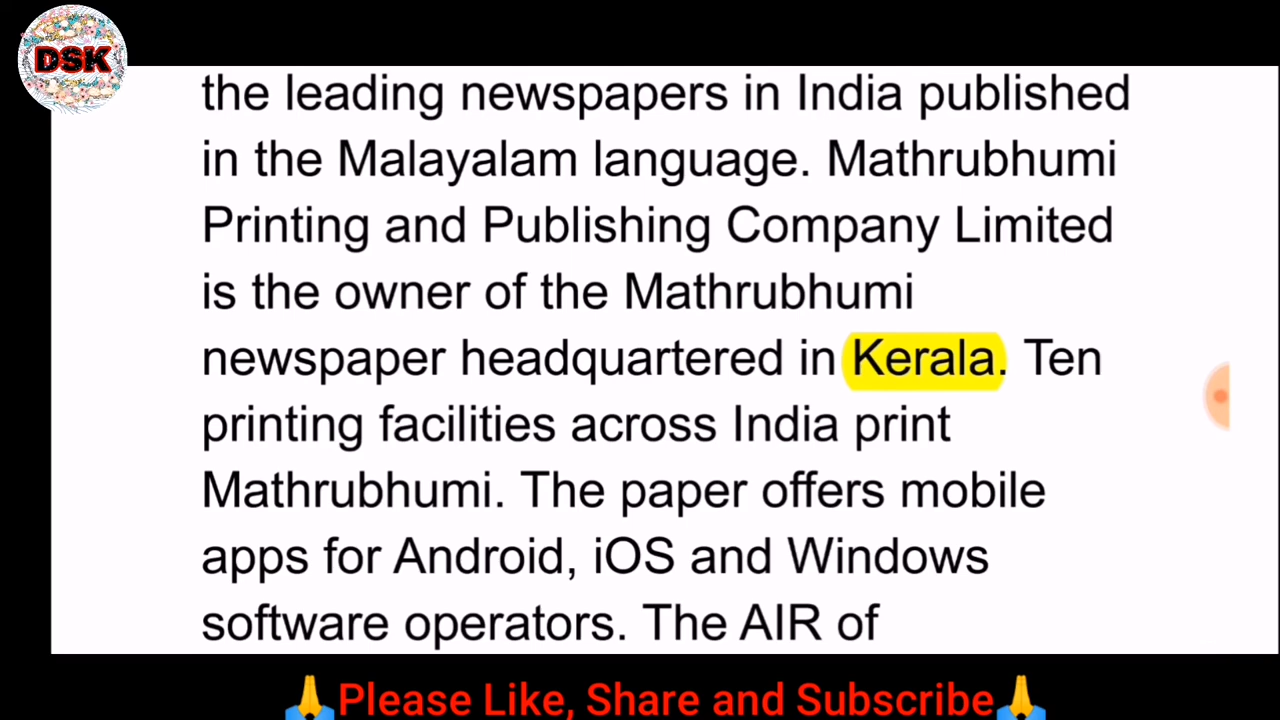 DSK
the leading newspapers in India published
in the Malayalam language. Mathrubhumi
Printing and Publishing Company Limited
is the owner of the Mathrubhumi
newspaper headquartered in Kerala. Ten
printing facilities across India print
Mathrubhumi. The paper offers mobile
apps for Android, iOS and Windows
software operators. The AIR of
🙏Please Like, Share and Subscribe🙏